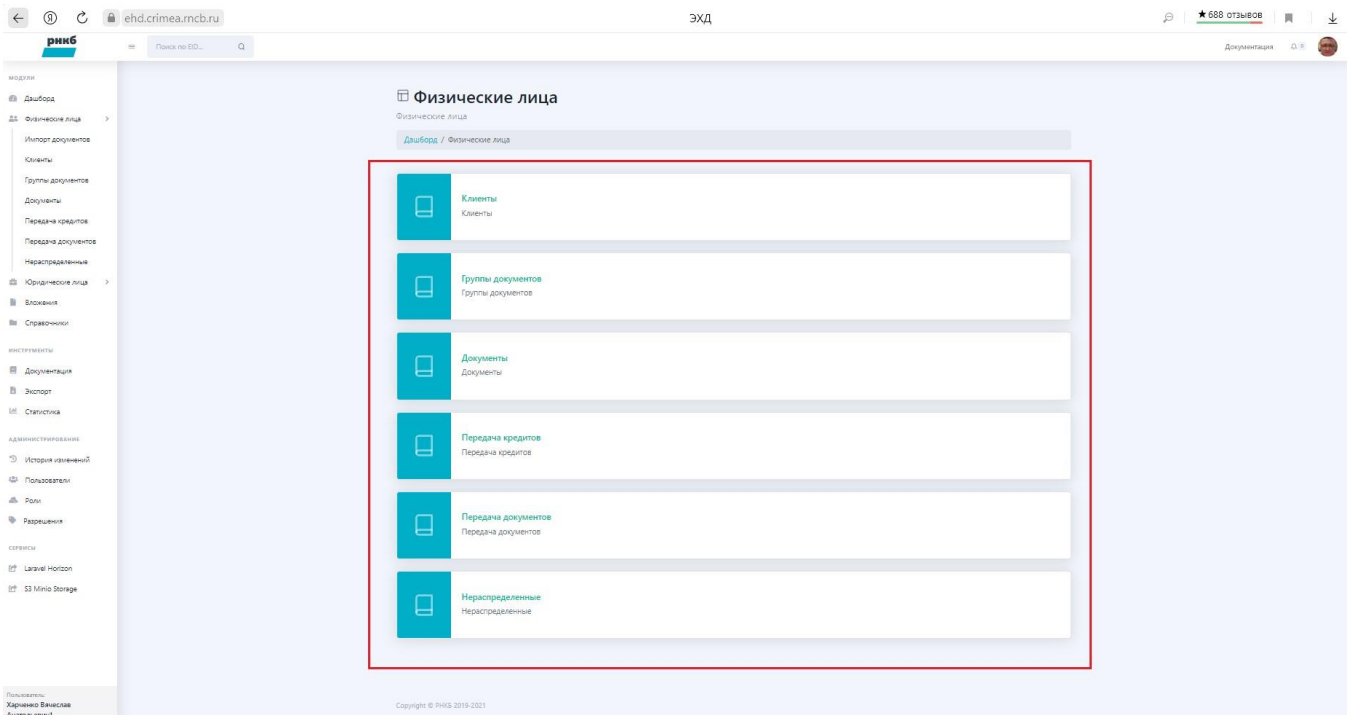 ehd.crimea.rncb.ru
ЭХД
★ 688 отзывов
рнкб
Поиск по EID...
Документация
МОДУЛИ
Дашборд
Физические лица
Импорт документов
Клиенты
Группы документов
Документы
Передача кредитов
Передача документов
Нераспределенные
Юридические лица
Вложения
Справочники
ИНСТРУМЕНТЫ
Документация
Экспорт
Статистика
АДМИНИСТРИРОВАНИЕ
История изменений
Пользователи
Роли
Разрешения
СЕРВИСЫ
Laravel Horizon
S3 Minio Storage
Пользователь:
Харченко Вячеслав
Физические лица
Физические лица
Дашборд / Физические лица
Клиенты
Клиенты
Группы документов
Группы документов
Документы
Документы
Передача кредитов
Передача кредитов
Передача документов
Передача документов
Нераспределенные
Нераспределенные
Copyright © РНКБ 2019-2021